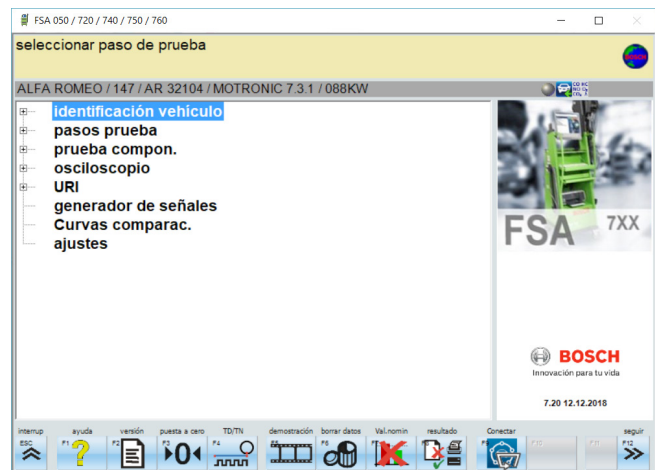 FSA 050 / 720 / 740 / 750 / 760
seleccionar paso de prueba
ALFA ROMEO / 147 / AR 32104 / MOTRONIC 7.3.1 / 088KW
identificación vehículo
pasos prueba
prueba compon.
osciloscopio
URI
generador de señales
Curvas comparac.
ajustes
FSA 7XX
BOSCH
Innovación para tu vida
7.20 12.12.2018
interrup ayuda versión puesta a cero TD/TN demostración borrar datos Val.nomin resultado Conectar seguir
ESC F1 F2 F3 F4 F6 F10 F11 F12